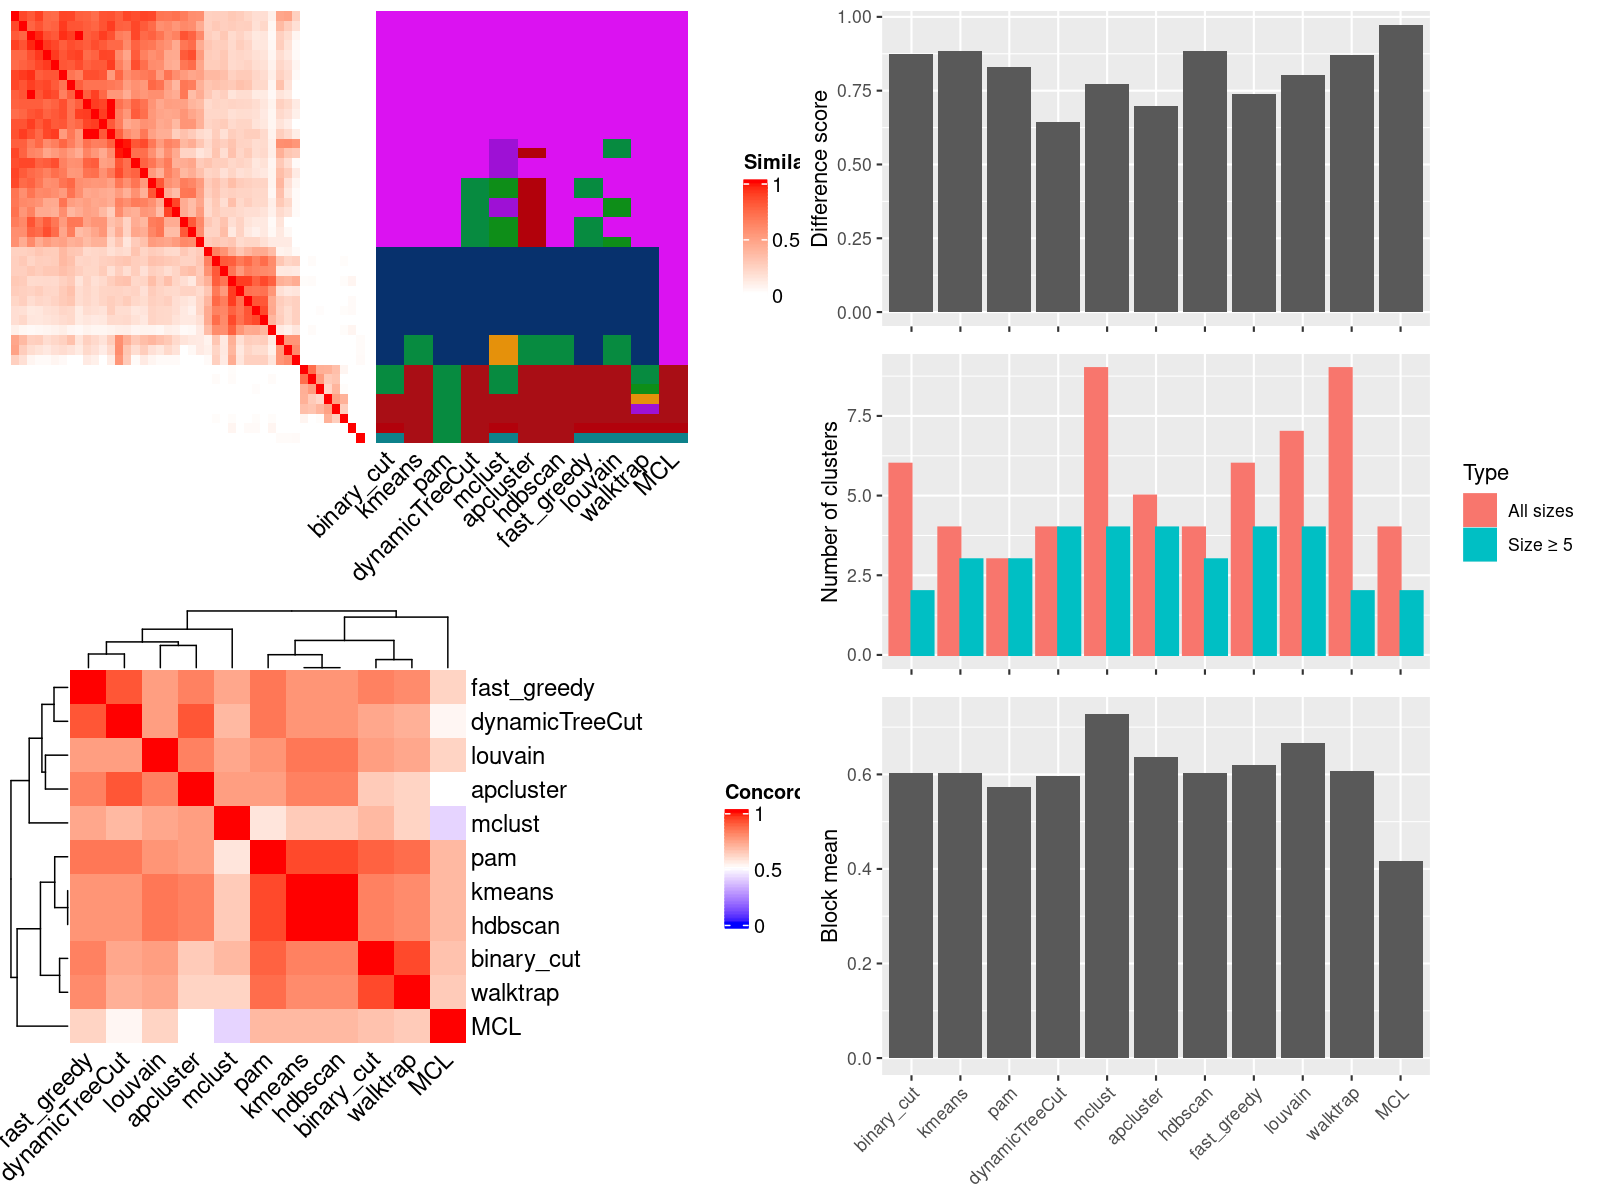 Simila
1
0.5
0
binary_cut
kmeans
pam
dynamicTreeCut
mclust
apcluster
hdbscan
fast_greedy
louvain
walktrap
MCL
fast_greedy
dynamicTreeCut
louvain
apcluster
mclust
pam
kmeans
hdbscan
binary_cut
walktrap
MCL
fast_greedy
dynamicTreeCut
louvain
apcluster
mclust
pam
kmeans
hdbscan
binary_cut
walktrap
MCL
Concord
1
0.5
0
Difference score
1.00
0.75
0.50
0.25
0.00
Number of clusters
7.5
5.0
2.5
0.0
Type
All sizes
Size ≥ 5
Block mean
0.6
0.4
0.2
0.0
binary_cut
kmeans
pam
dynamicTreeCut
mclust
apcluster
hdbscan
fast_greedy
louvain
walktrap
MCL